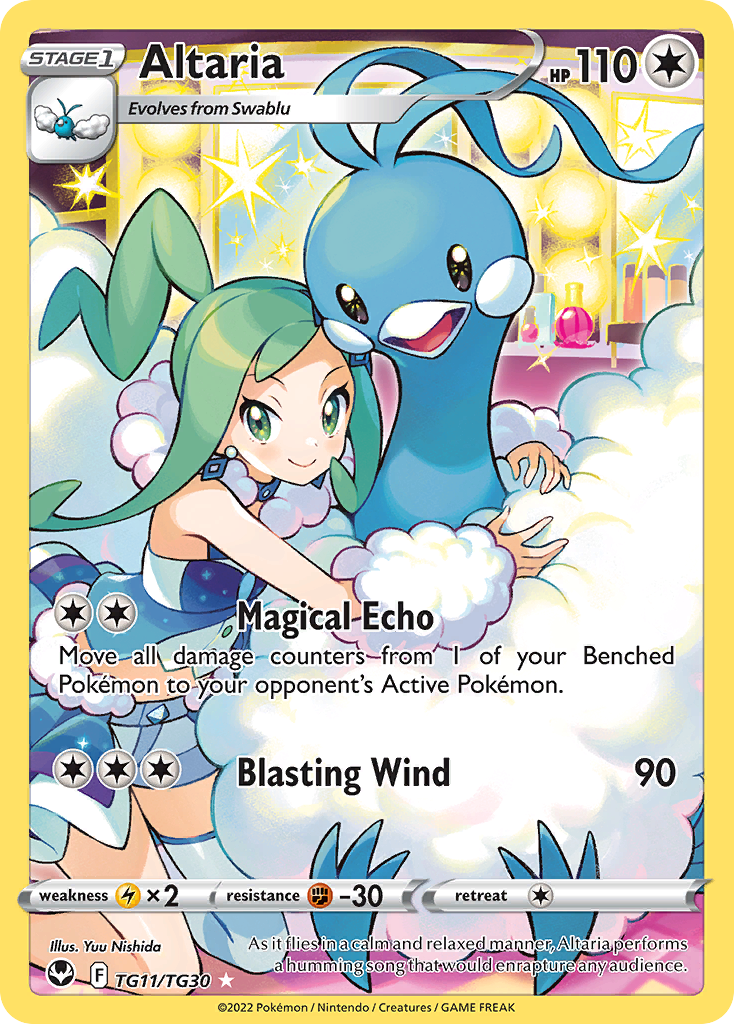 STAGE 1
Altaria
HP 110
Evolves from Swablu
Magical Echo
Move all damage counters from 1 of your Benched
Pokémon to your opponent's Active Pokémon.
Blasting Wind 90
weakness ×2 resistance -30 retreat
Illus. Yuu Nishida
As it flies in a calm and relaxed manner, Altaria performs
a humming song that would enrapture any audience.
F TG11/TG30
©2022 Pokémon / Nintendo / Creatures / GAME FREAK